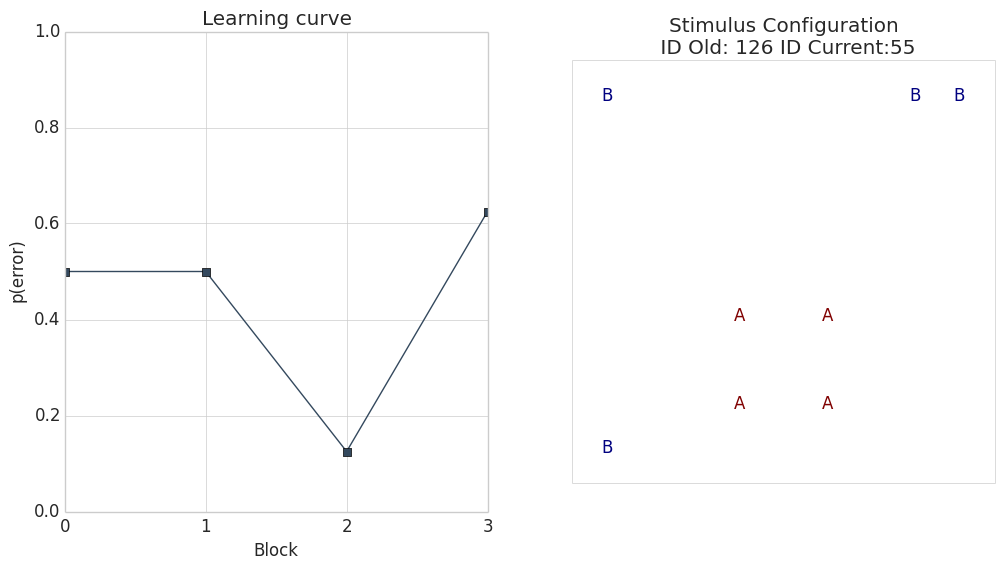 Learning curve
1.0
0.8
0.6
0.4
0.2
0.0
p(error)
0 1 2 3
Block
Stimulus Configuration
ID Old: 126 ID Current:55
B B B
A A
A A
B